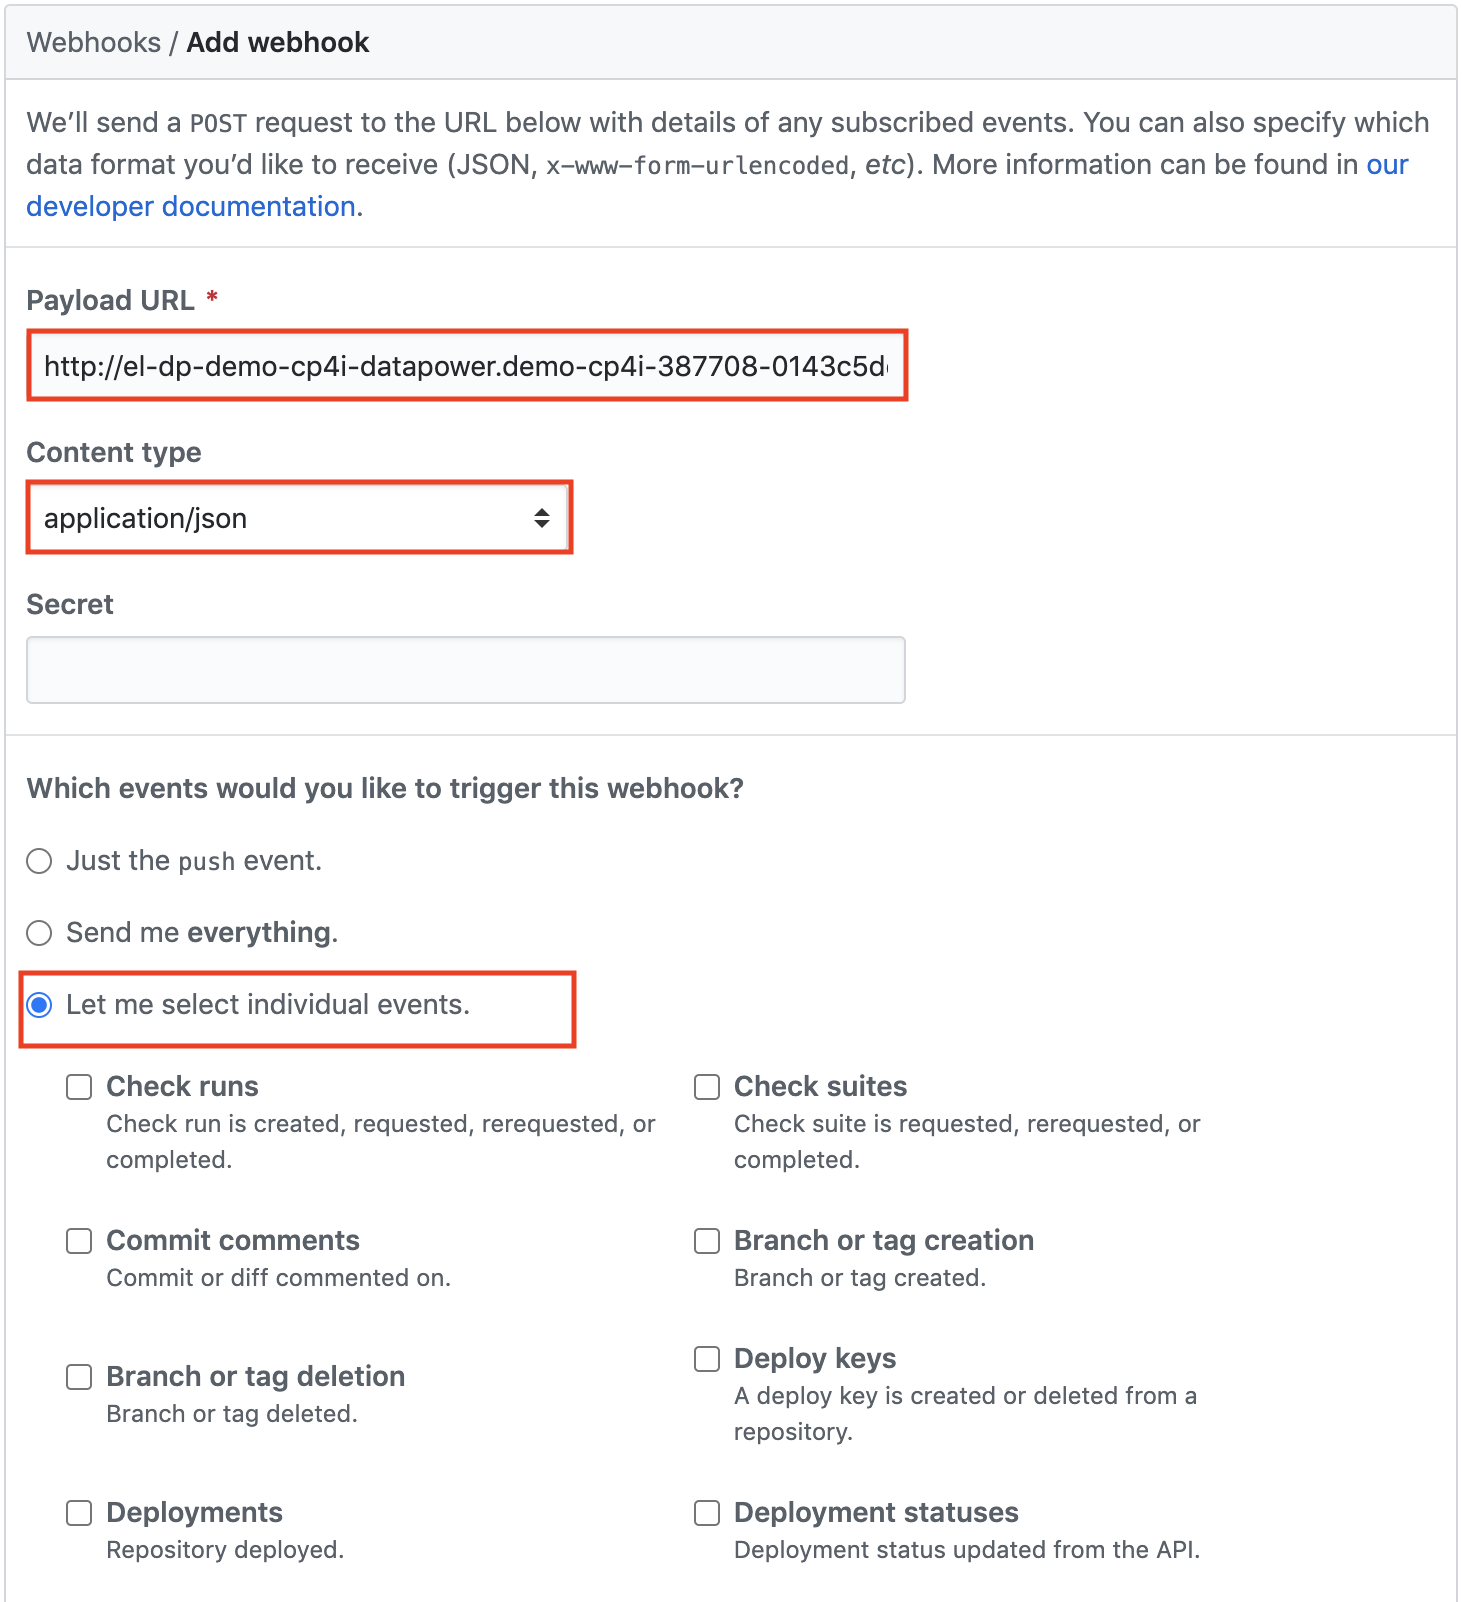 Webhooks / Add webhook
We’ll send a POST request to the URL below with details of any subscribed events. You can also specify which
data format you’d like to receive (JSON, x-www-form-urlencoded, etc). More information can be found in our
developer documentation.
Payload URL *
http://el-dp-demo-cp4i-datapower.demo-cp4i-387708-0143c5d
Content type
application/json
Secret
Which events would you like to trigger this webhook?
Just the push event.
Send me everything.
Let me select individual events.
Check runs
Check run is created, requested, rerequested, or
completed.
Check suites
Check suite is requested, rerequested, or
completed.
Commit comments
Commit or diff commented on.
Branch or tag creation
Branch or tag created.
Branch or tag deletion
Branch or tag deleted.
Deploy keys
A deploy key is created or deleted from a
repository.
Deployments
Repository deployed.
Deployment statuses
Deployment status updated from the API.